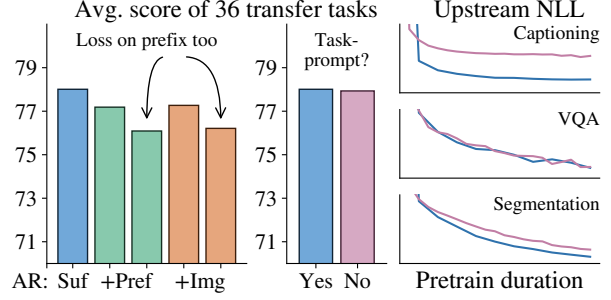 Avg. score of 36 transfer tasks
Loss on prefix too
79
77
75
73
71
AR: Suf +Pref +Img
Task-
prompt?
79
77
75
73
71
Yes No
Upstream NLL
Captioning
VQA
Segmentation
Pretrain duration